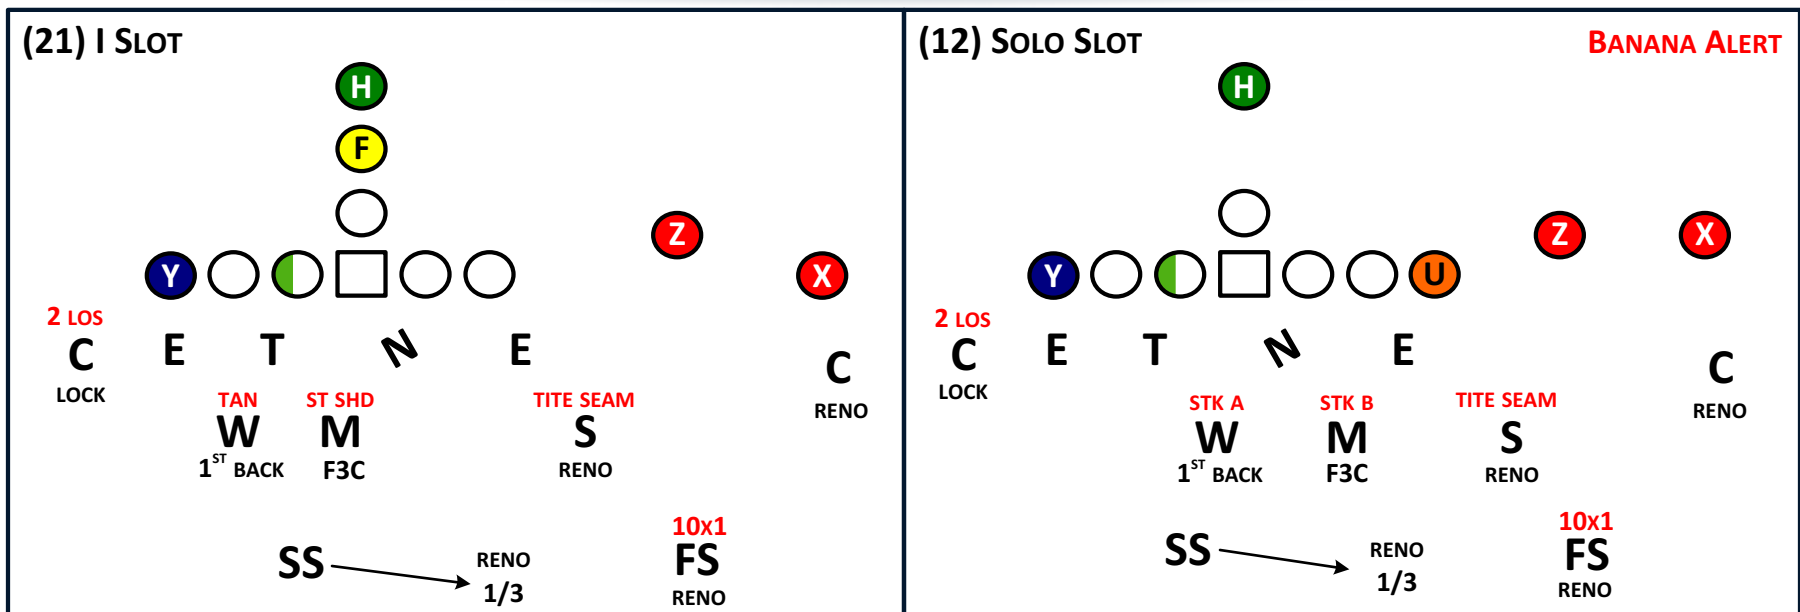 (21) I SLOT
H
F
Z
Y
X
2 LOS
C E T N E
C
LOCK
RENO
TAN ST SHD TITE SEAM
W M S
1ST BACK F3C RENO
10X1
SS RENO FS
1/3 RENO
(12) SOLO SLOT BANANA ALERT
H
Z X
Y U
2 LOS
C E T N E
C
LOCK
RENO
STK A STK B TITE SEAM
W M S
1ST BACK F3C RENO
10X1
SS RENO FS
1/3 RENO